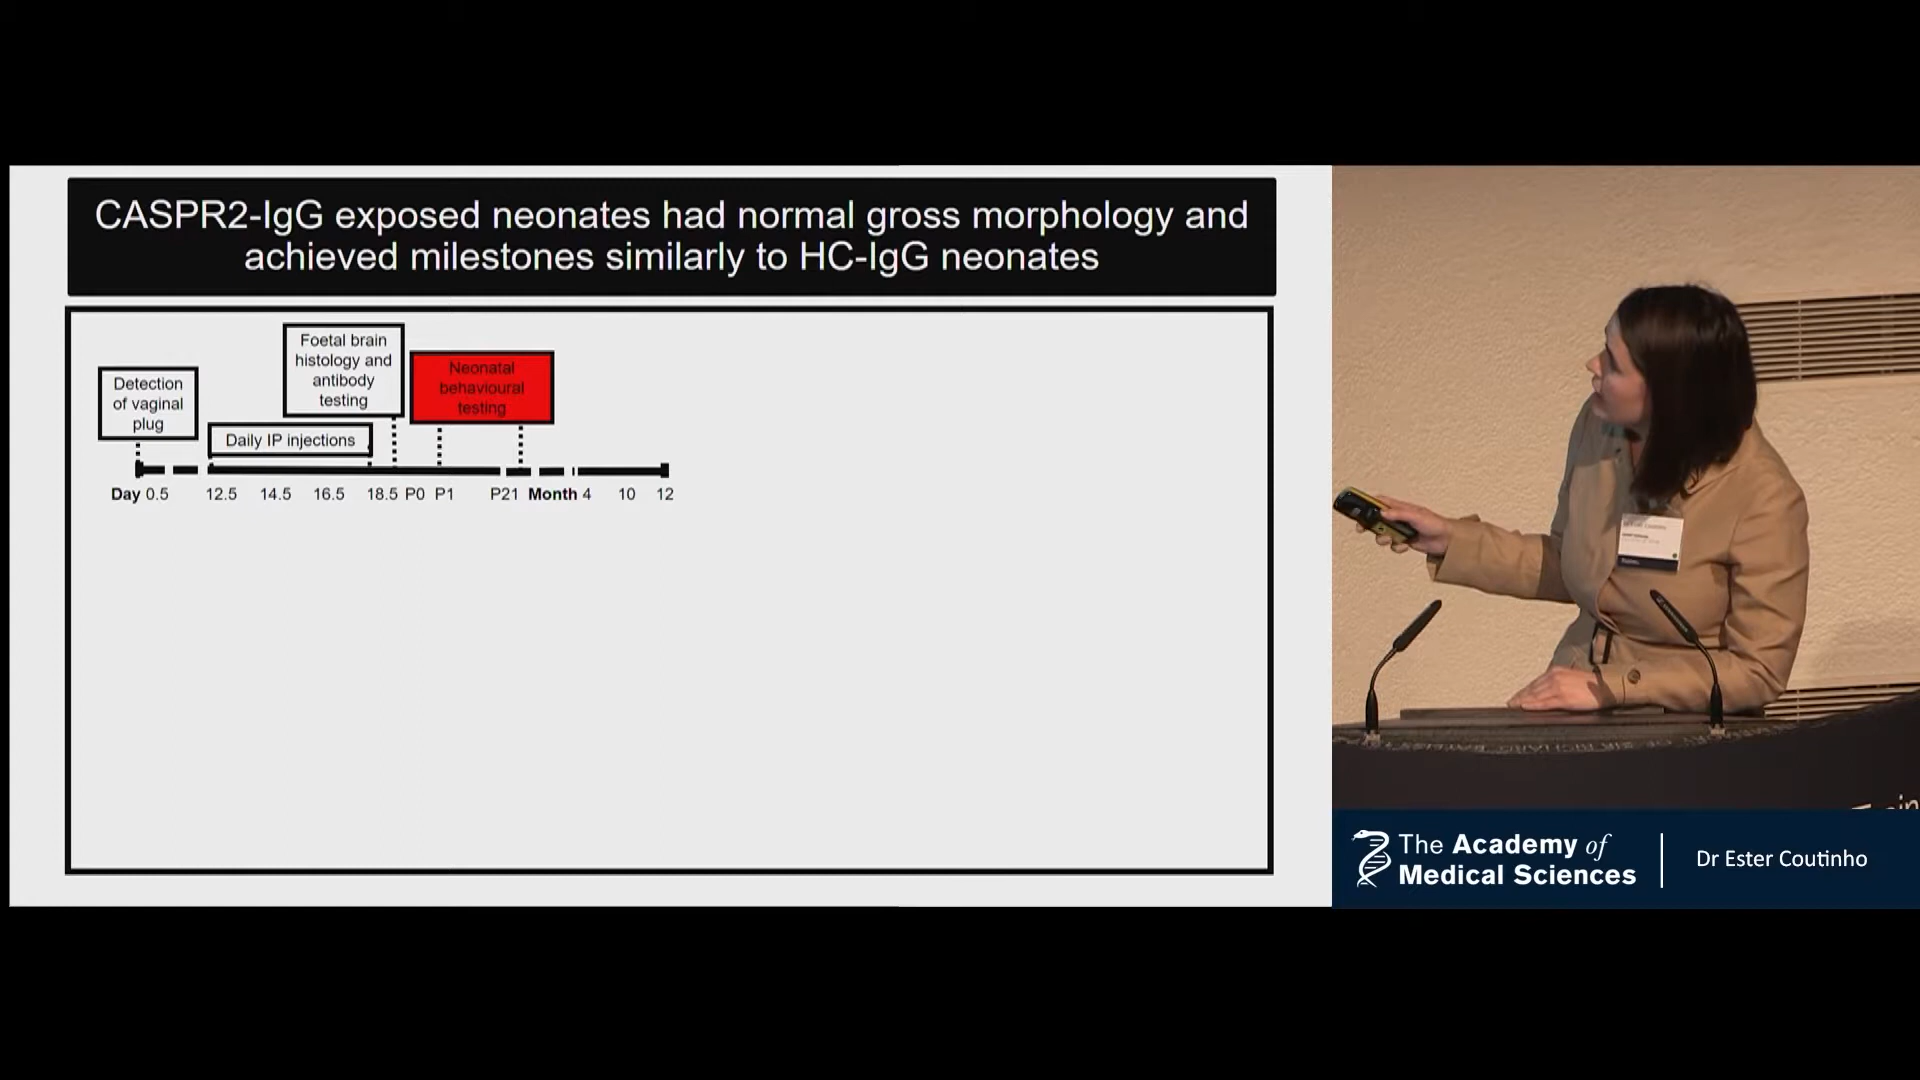 CASPR2-IgG exposed neonates had normal gross morphology and
achieved milestones similarly to HC-IgG neonates
Foetal brain
histology and
antibody
testing
Neonatal
behavioural
testing
Detection
of vaginal
plug
Daily IP injections
Day 0.5 12.5 14.5 16.5 18.5 P0 P1 P21 Month 4 10 12
The Academy of
Medical Sciences
Dr Ester Coutinho